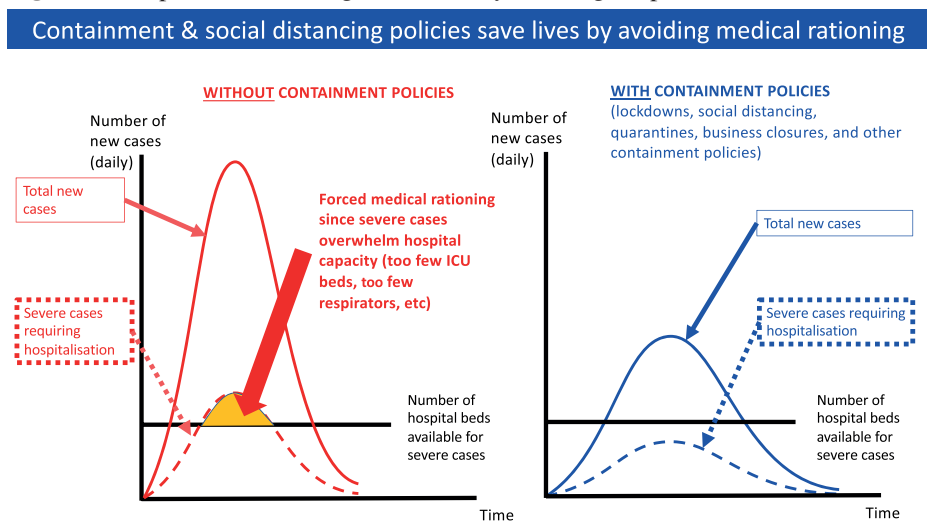 Containment & social distancing policies save lives by avoiding medical rationing
WITHOUT CONTAINMENT POLICIES
Number of
new cases
(daily)
Total new
cases
Forced medical rationing
since severe cases
overwhelm hospital
capacity (too few ICU
beds, too few
respirators, etc)
Severe cases
requiring
hospitalisation
Number of
hospital beds
available for
severe cases
Time
WITH CONTAINMENT POLICIES
(lockdowns, social distancing,
quarantines, business closures, and other
containment policies)
Number of
new cases
(daily)
Total new cases
Severe cases requiring
hospitalisation
Number of
hospital beds
available for
severe cases
Time